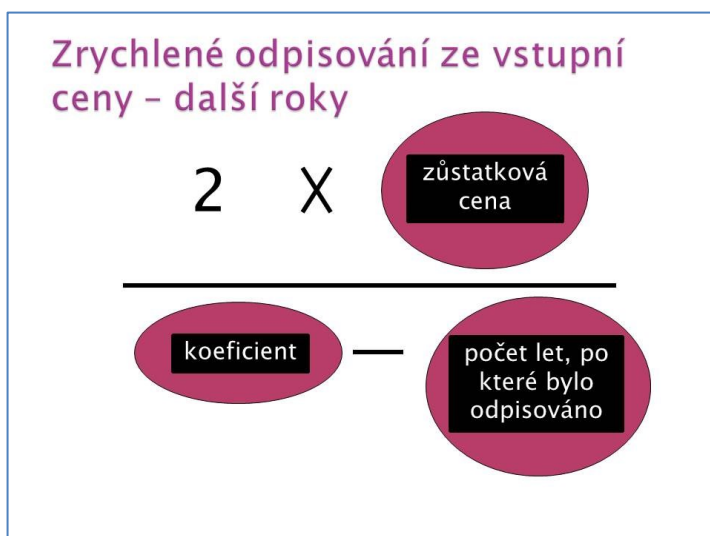 Zrychlené odpisování ze vstupní
ceny – další roky
2 X zůstatková
cena
koeficient — počet let, po
které bylo
odpisováno